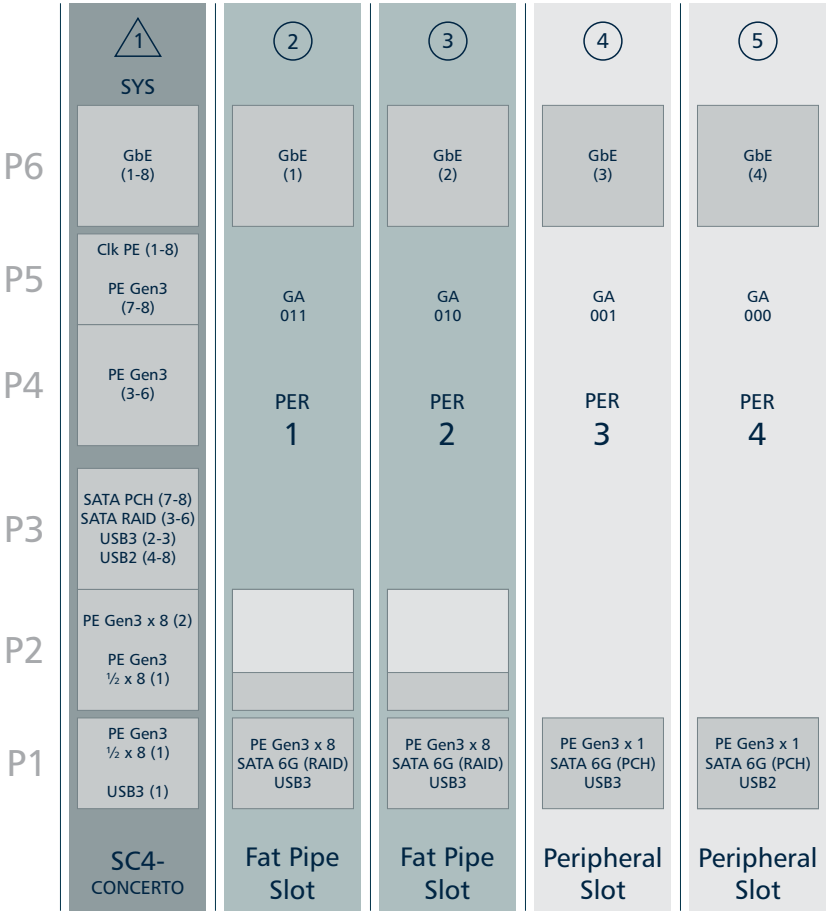 1
SYS
2
3
4
5
P6
GbE
(1-8)
GbE
(1)
GbE
(2)
GbE
(3)
GbE
(4)
P5
Clk PE (1-8)
PE Gen3
(7-8)
GA
011
GA
010
GA
001
GA
000
P4
PE Gen3
(3-6)
PER
1
PER
2
PER
3
PER
4
P3
SATA PCH (7-8)
SATA RAID (3-6)
USB3 (2-3)
USB2 (4-8)
P2
PE Gen3 x 8 (2)
PE Gen3
½ x 8 (1)
P1
PE Gen3
½ x 8 (1)
USB3 (1)
PE Gen3 x 8
SATA 6G (RAID)
USB3
PE Gen3 x 8
SATA 6G (RAID)
USB3
PE Gen3 x 1
SATA 6G (PCH)
USB3
PE Gen3 x 1
SATA 6G (PCH)
USB2
SC4-
CONCERTO
Fat Pipe
Slot
Fat Pipe
Slot
Peripheral
Slot
Peripheral
Slot